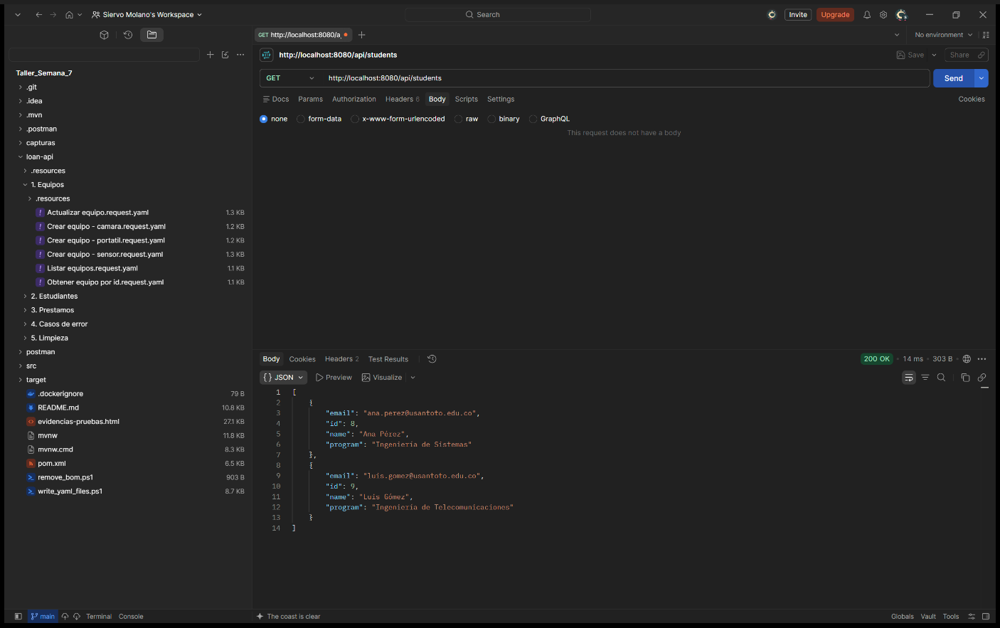 Siervo Molano's Workspace
Search
Invite
Upgrade
GET http://localhost:8080/a
No environment
HTTP
http://localhost:8080/api/students
Save
Share
Taller_Semana_7
GET
http://localhost:8080/api/students
Send
.git
.idea
.mvn
.postman
capturas
loan-api
.resources
1. Equipos
.resources
Actualizar equipo.request.yaml 1.3 KB
Crear equipo - camara.request.yaml 1.2 KB
Crear equipo - portatil.request.yaml 1.2 KB
Crear equipo - sensor.request.yaml 1.3 KB
Listar equipos.request.yaml 1.1 KB
Obtener equipo por id.request.yaml 1.1 KB
2. Estudiantes
3. Prestamos
4. Casos de error
5. Limpieza
postman
src
target
.dockerignore 79 B
README.md 10.8 KB
evidencias-pruebas.html 27.1 KB
mvnw 11.8 KB
mvnw.cmd 8.3 KB
pom.xml 6.5 KB
remove_bom.ps1 903 B
write_yaml_files.ps1 8.7 KB
Docs Params Authorization Headers 6 Body Scripts Settings Cookies
none form-data x-www-form-urlencoded raw binary GraphQL
This request does not have a body
Body Cookies Headers 2 Test Results 200 OK 14 ms 303 B
{} JSON Preview Visualize
1 [
2 {
3 "email": "ana.perez@usantoto.edu.co",
4 "id": 8,
5 "name": "Ana Pérez",
6 "program": "Ingeniería de Sistemas"
7 },
8 {
9 "email": "luis.gomez@usantoto.edu.co",
10 "id": 9,
11 "name": "Luis Gómez",
12 "program": "Ingeniería de Telecomunicaciones"
13 }
14 ]
main Terminal Console The coast is clear Globals Vault Tools